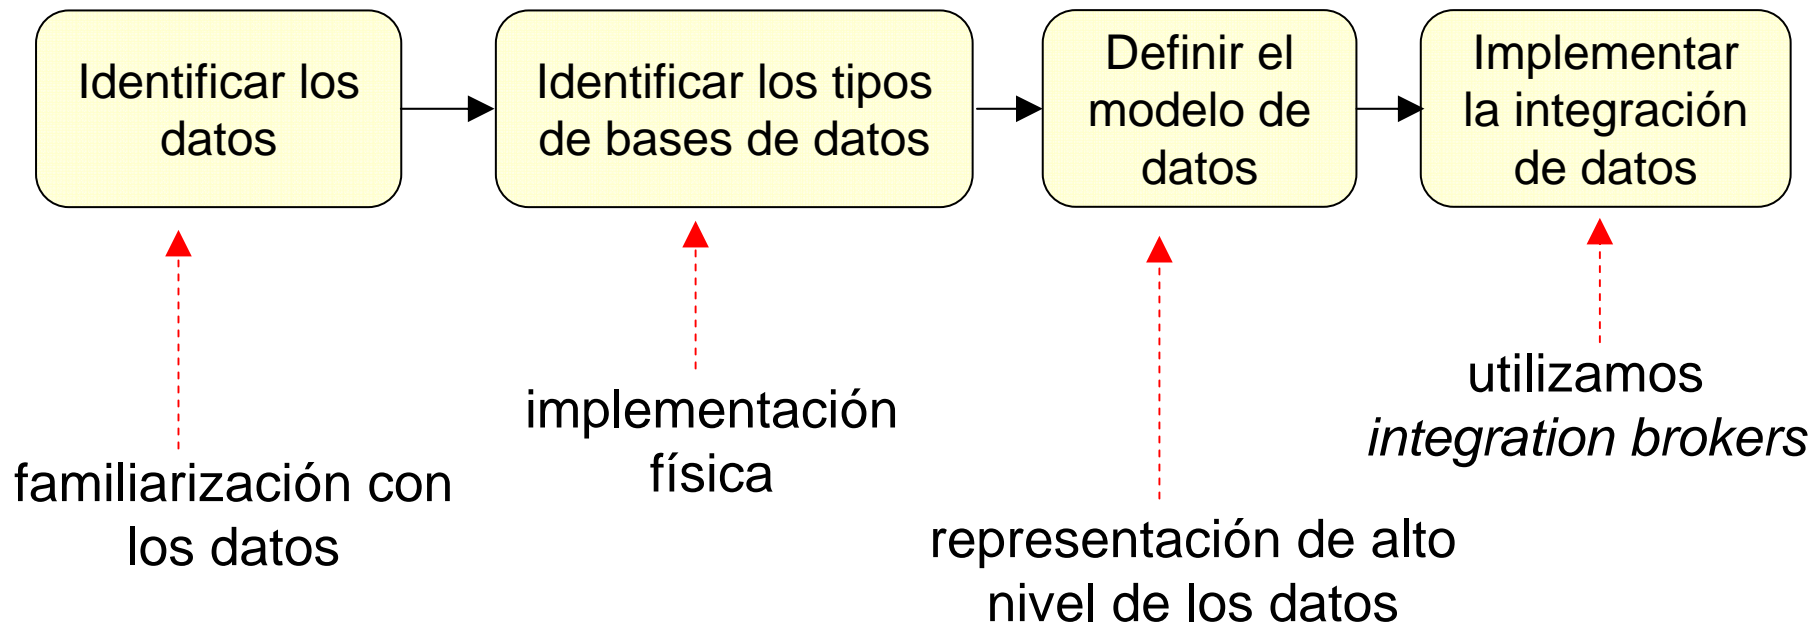 Identificar los
datos
Identificar los tipos
de bases de datos
Definir el
modelo de
datos
Implementar
la integración
de datos
familiarización con
los datos
implementación
física
representación de alto
nivel de los datos
utilizamos
integration brokers